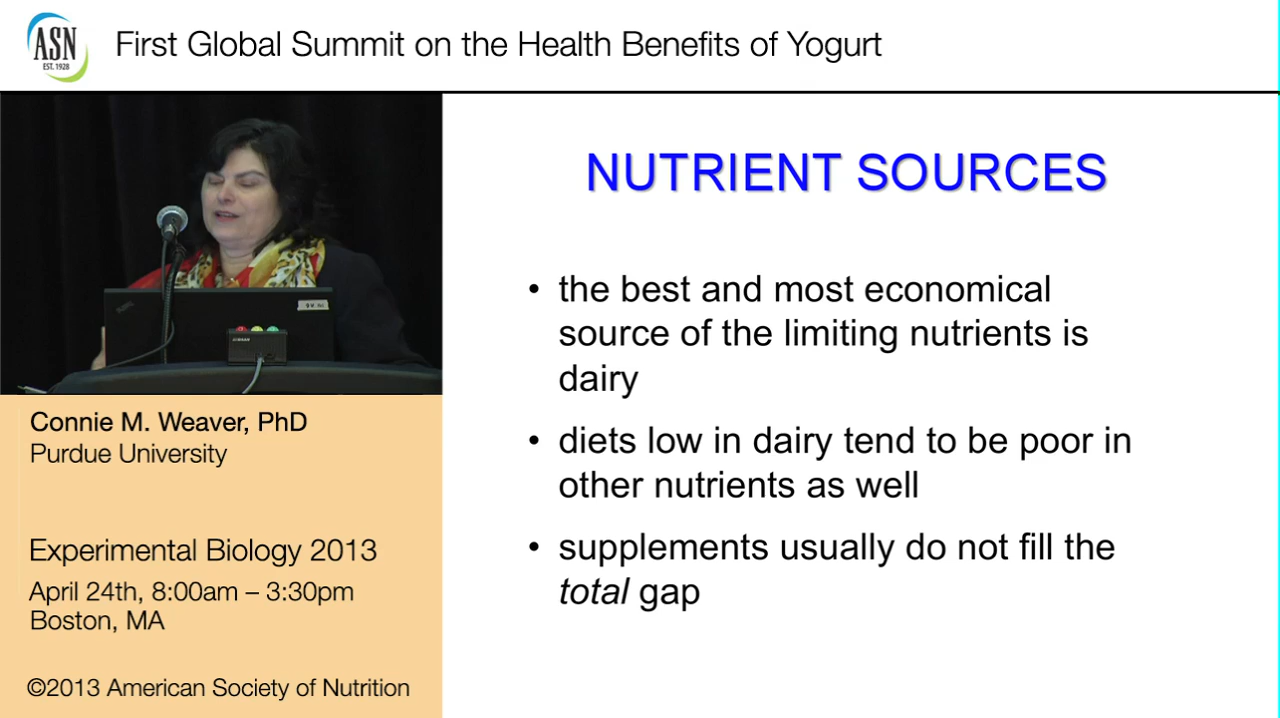 ASN
EST. 1928
First Global Summit on the Health Benefits of Yogurt
NUTRIENT SOURCES
• the best and most economical
source of the limiting nutrients is
dairy
• diets low in dairy tend to be poor in
other nutrients as well
• supplements usually do not fill the
total gap
Connie M. Weaver, PhD
Purdue University
Experimental Biology 2013
April 24th, 8:00am – 3:30pm
Boston, MA
©2013 American Society of Nutrition